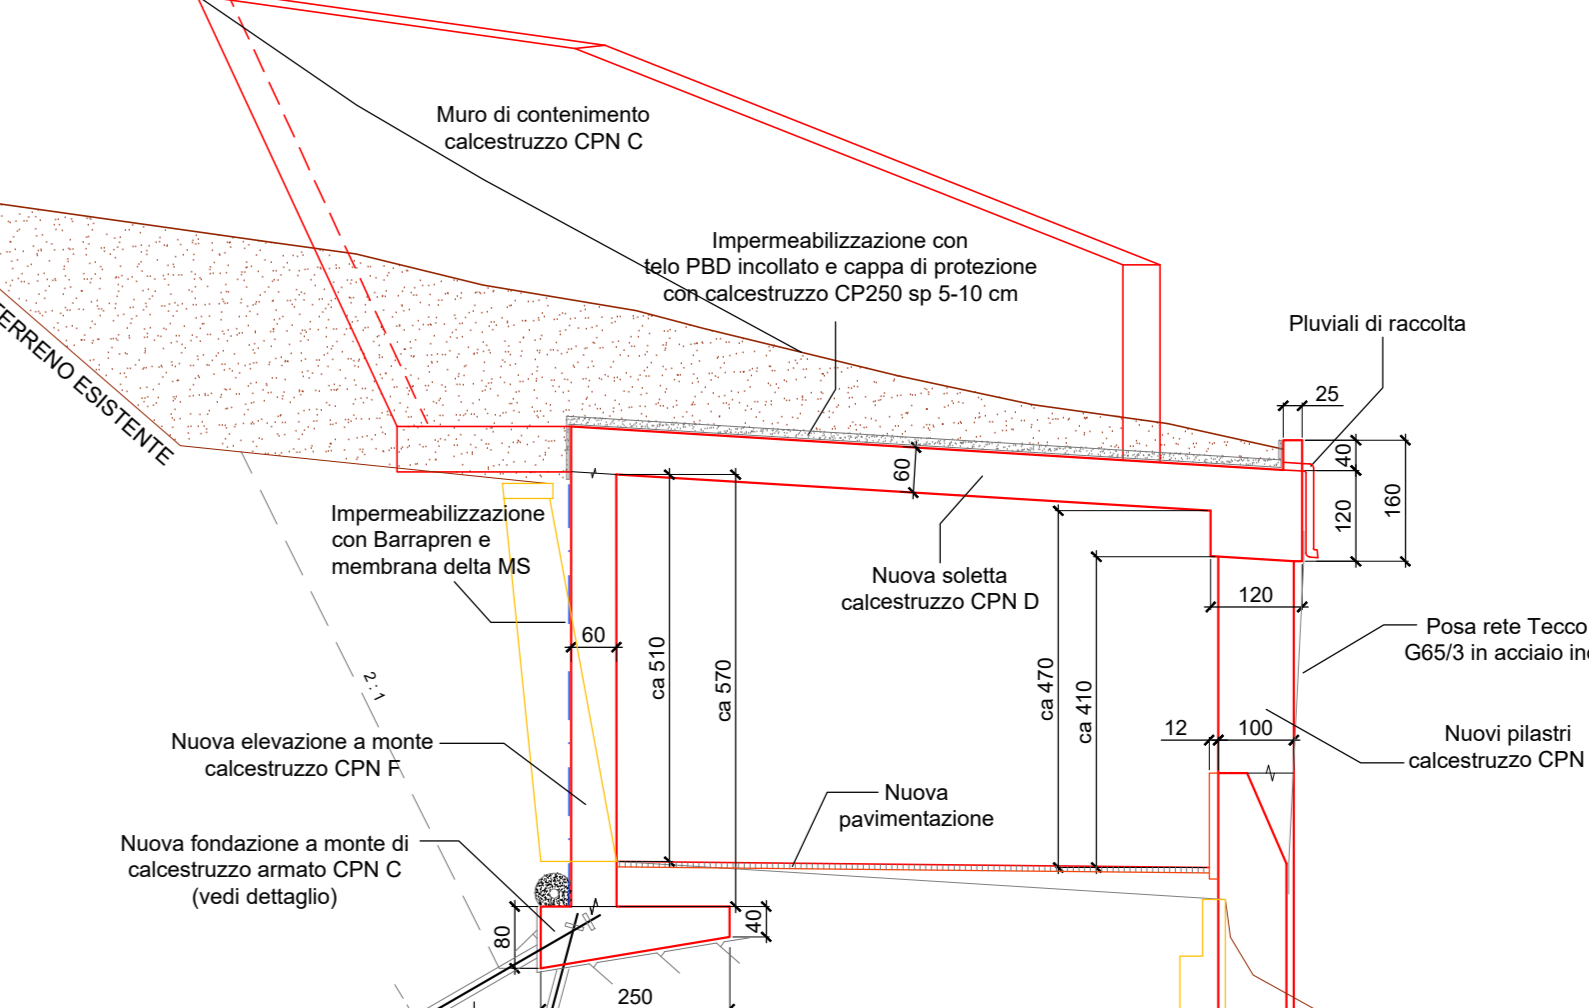 Muro di contenimento
calcestruzzo CPN C
Impermeabilizzazione con
telo PBD incollato e cappa di protezione
con calcestruzzo CP250 sp 5-10 cm
Pluviali di raccolta
25
TERRENO ESISTENTE
40
120
160
60
Impermeabilizzazione
con Barrapren e
membrana delta MS
Nuova soletta
calcestruzzo CPN D
120
Posa rete Tecco
G65/3 in acciaio
60
ca 510
ca 570
ca 470
ca 410
2:1
12
100
Nuovi pilastri
calcestruzzo CPN
Nuova elevazione a monte
calcestruzzo CPN F
Nuova
pavimentazione
Nuova fondazione a monte di
calcestruzzo armato CPN C
(vedi dettaglio)
80
40
250